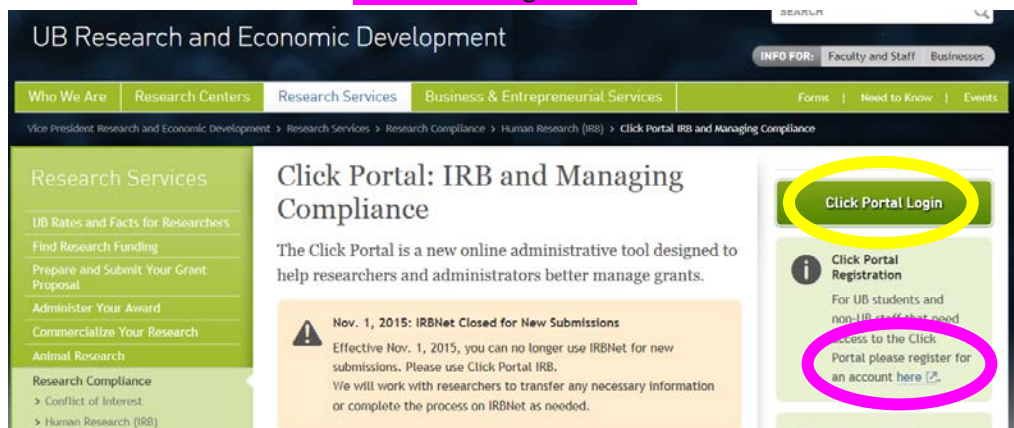 SEARCH
UB Research and Economic Development
INFO FOR: Faculty and Staff Businesses
Who We Are Research Centers Research Services Business & Entrepreneurial Services Forms | Need to Know | Events
Vice President Research and Economic Development > Research Services > Research Compliance > Human Research (IRB) > Click Portal IRB and Managing Compliance
Research Services
UB Rates and Facts for Researchers
Find Research Funding
Prepare and Submit Your Grant
Proposal
Administer Your Award
Commercialize Your Research
Animal Research
Research Compliance
> Conflict of Interest
> Human Research (IRB)
Click Portal: IRB and Managing
Compliance
The Click Portal is a new online administrative tool designed to
help researchers and administrators better manage grants.
Nov. 1, 2015: IRBNet Closed for New Submissions
Effective Nov. 1, 2015, you can no longer use IRBNet for new
submissions. Please use Click Portal IRB.
We will work with researchers to transfer any necessary information
or complete the process on IRBNet as needed.
Click Portal Login
Click Portal
Registration
For UB students and
non-UB staff that need
access to the Click
Portal please register for
an account here.